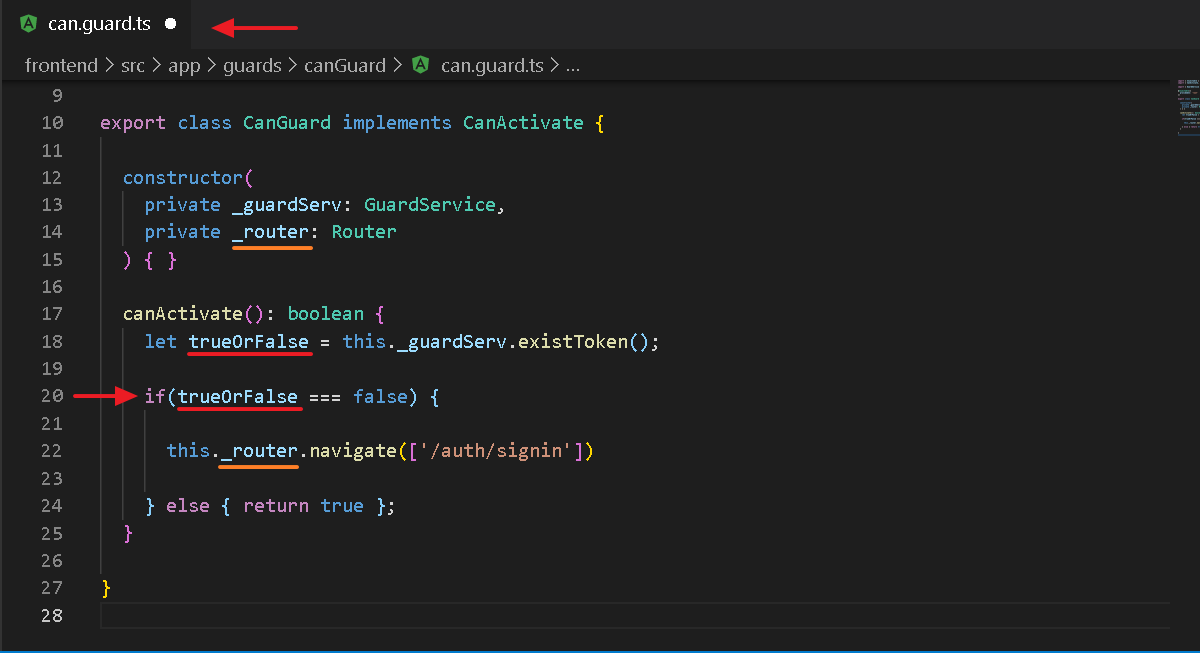 can.guard.ts
frontend > src > app > guards > canGuard > can.guard.ts > ...
9
10 export class CanGuard implements CanActivate {
11
12 constructor(
13 private _guardServ: GuardService,
14 private _router: Router
15 ) { }
16
17 canActivate(): boolean {
18 let trueOrFalse = this._guardServ.existToken();
19
20 if(trueOrFalse === false) {
21
22 this._router.navigate(['/auth/signin'])
23
24 } else { return true };
25 }
26
27 }
28